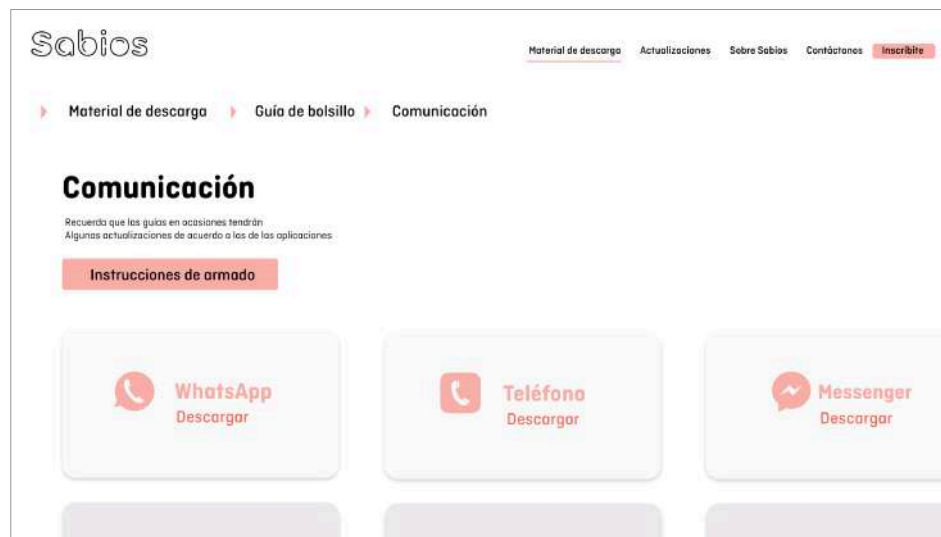 Sabios
Material de descarga Actualizaciones Sobre Sabios Contáctanos Inscribite
Material de descarga Guía de bolsillo Comunicación
Comunicación
Recuerda que las guías en ocasiones tendrán
Algunas actualizaciones de acuerdo a las de las aplicaciones
Instrucciones de armado
WhatsApp
Descargar
Teléfono
Descargar
Messenger
Descargar